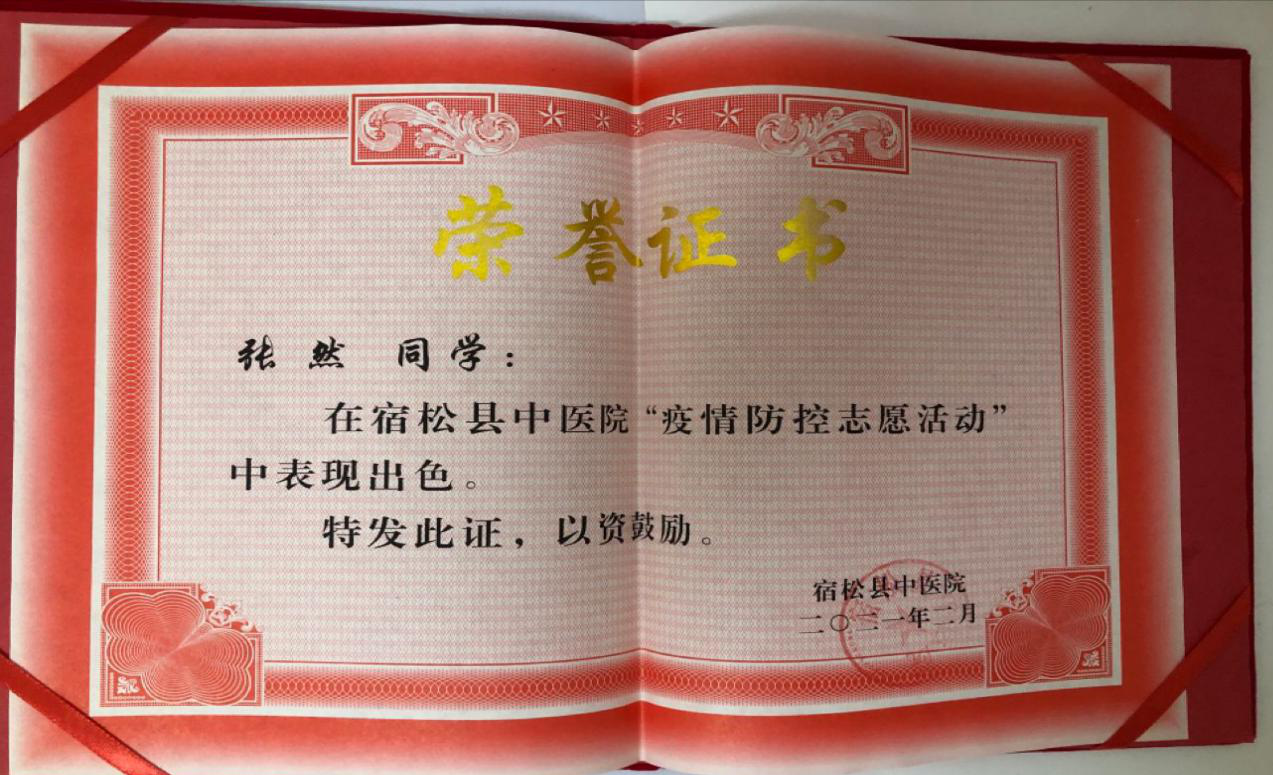 荣誉证书
张然 同学：
在宿松县中医院“疫情防控志愿活动”
中表现出色。
特发此证，以资鼓励。
宿松县中医院
二〇二一年二月